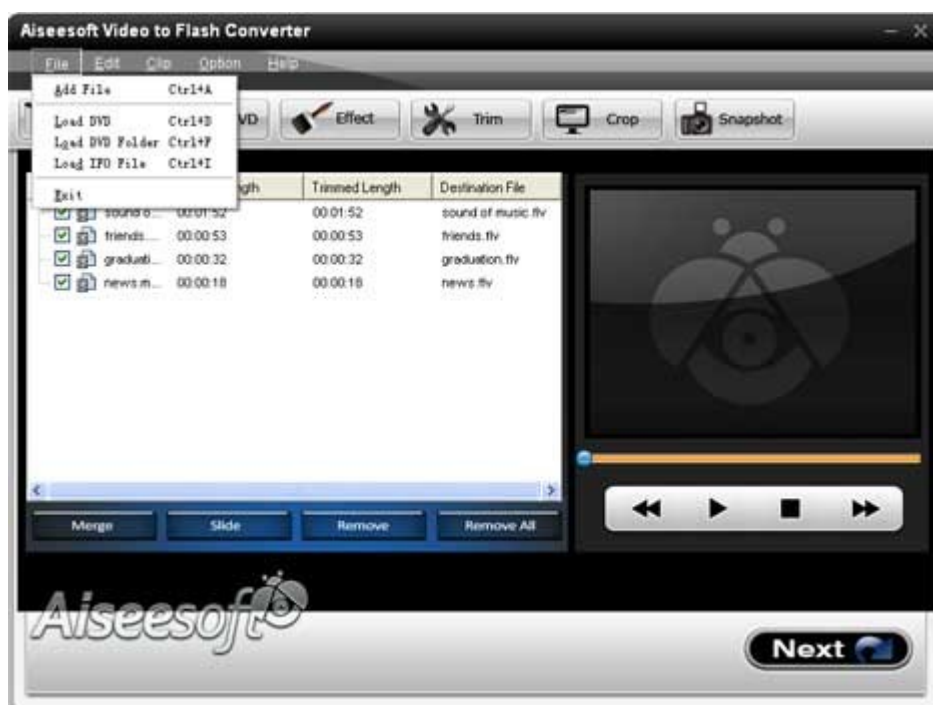 Aiseesoft Video to Flash Converter
File Edit Clip Option Help
Add File Ctrl+A
Load DVD Ctrl+D
Load DVD Folder Ctrl+F
Load IFO File Ctrl+I
Exit
VD Effect Trim Crop Snapshot
gth Trimmed Length Destination File
sound o... 00:01:52 00:01:52 sound of music.flv
friends.... 00:00:53 00:00:53 friends.flv
graduati... 00:00:32 00:00:32 graduation.flv
news.m... 00:00:18 00:00:18 news.flv
Merge Slide Remove Remove All
Aiseesoft
Next